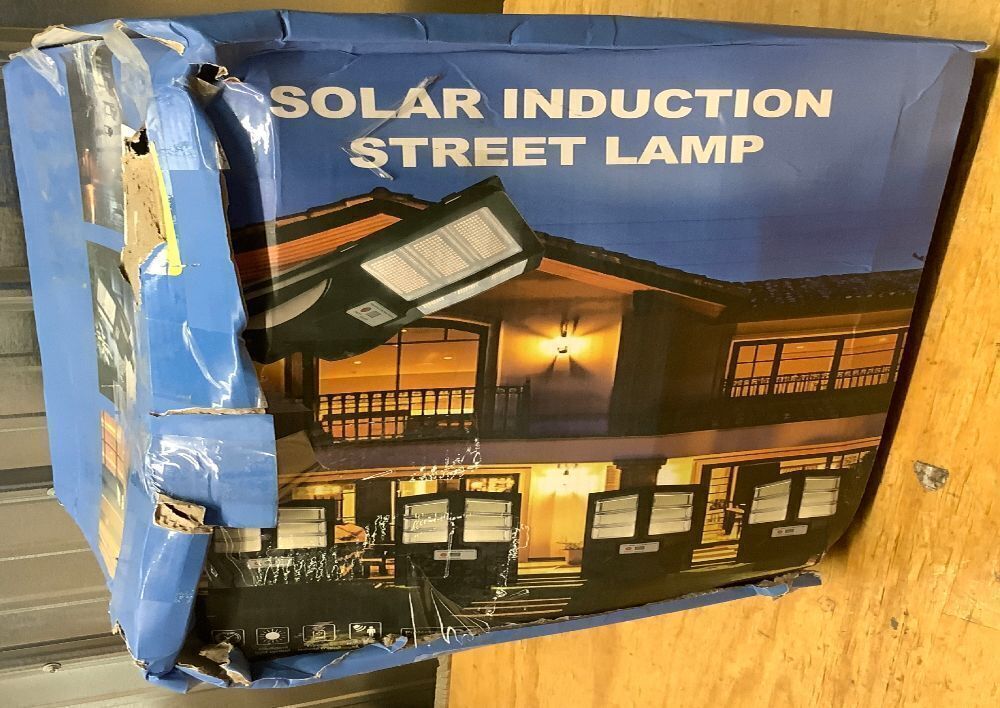 SOLAR INDUCTION
STREET LAMP